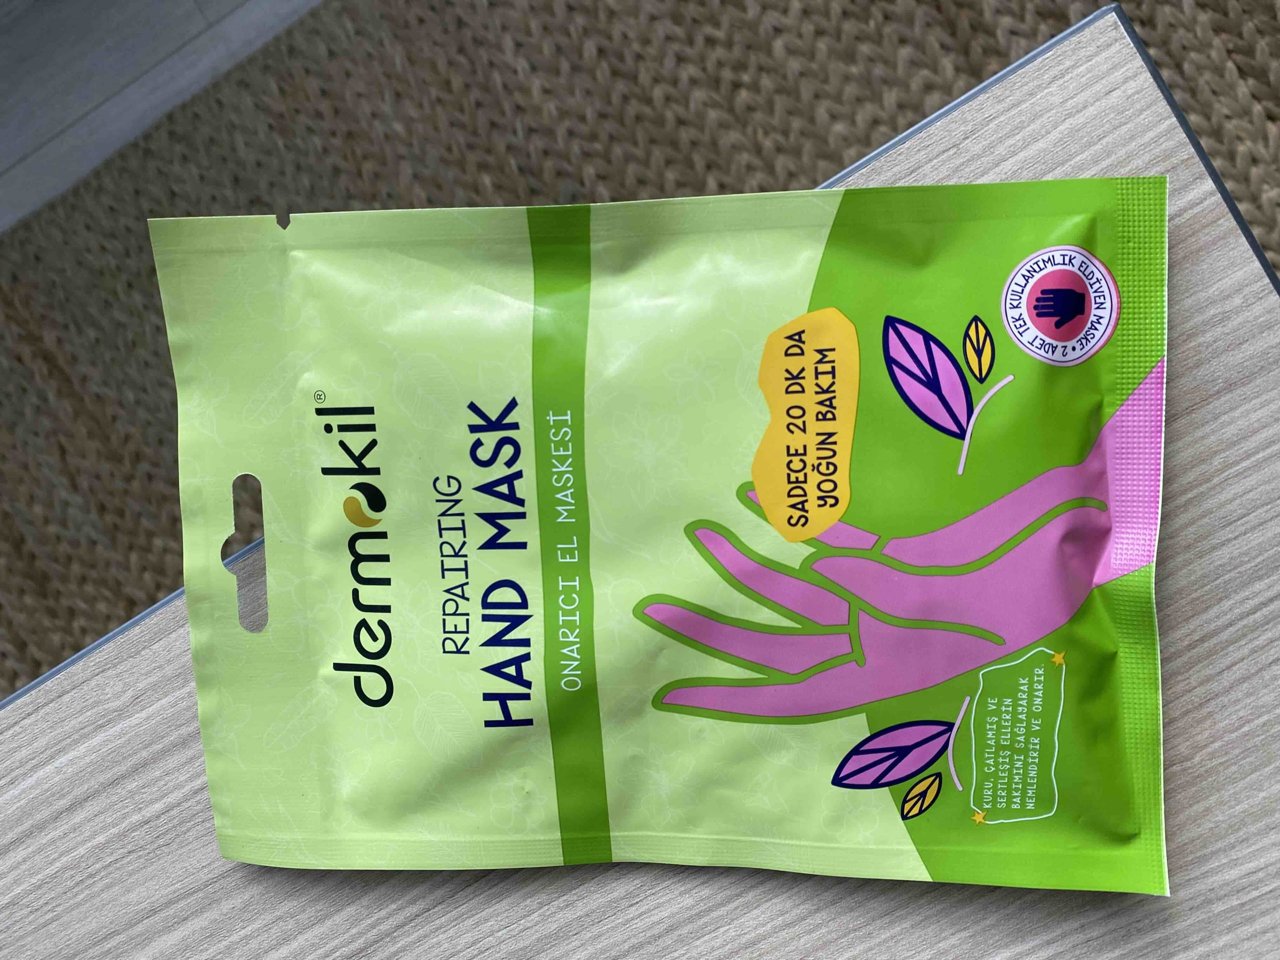 dermokil®
REPAIRING
HAND MASK
ONARICI EL MASKESİ
SADECE 20 DK DA
YOĞUN BAKIM
KURU, ÇATLAMIŞ VE
SERTLEŞİŞ ELLERİN
BAKIMINI SAĞLAYARAK
NEMLENDİRİR VE ONARIR.
2 ADET TEK KULLANIMLIK ELDİVEN MASKE •